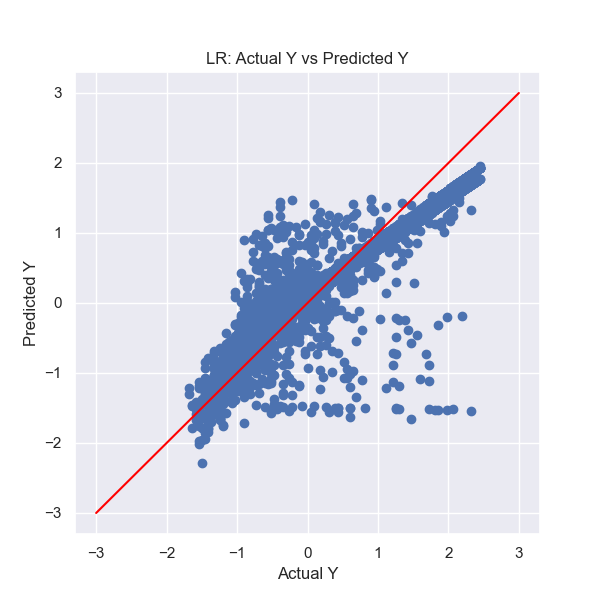 LR: Actual Y vs Predicted Y
3
2
1
0
−1
−2
−3
Predicted Y
−3 −2 −1 0 1 2 3
Actual Y